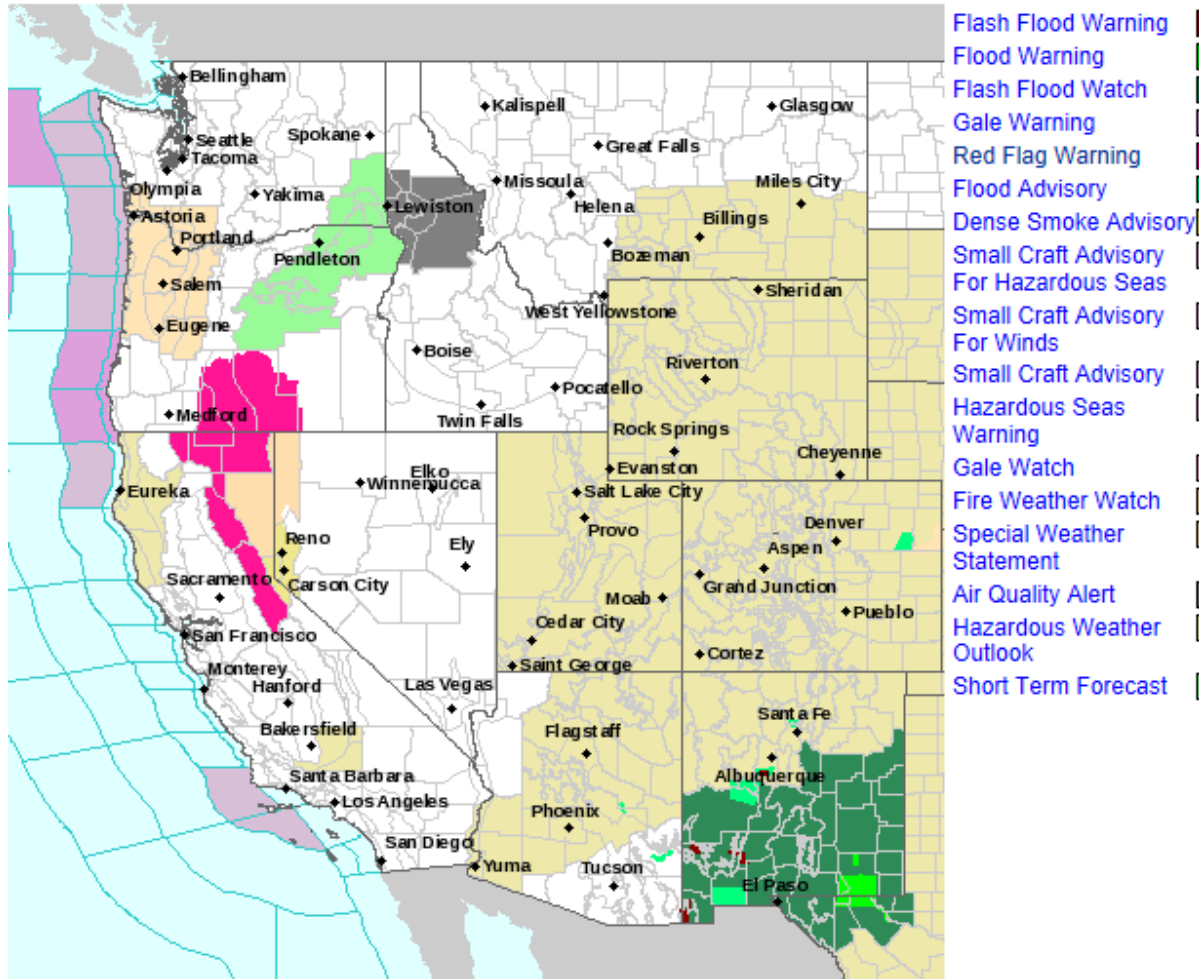 Bellingham
Kalispell
Glasgow
Seattle
Spokane
Tacoma
Great Falls
Olympia
Yakima
Missoula
Miles City
Lewiston
Helena
Astoria
Billings
Portland
Pendleton
Bozeman
Salem
Sheridan
West Yellowstone
Eugene
Boise
Riverton
Pocatello
Medford
Twin Falls
Rock Springs
Cheyenne
Evanston
Elko
Winnemucca
Eureka
Salt Lake City
Provo
Denver
Reno
Ely
Aspen
Sacramento
Carson City
Grand Junction
Moab
Pueblo
Cedar City
San Francisco
Cortez
Saint George
Monterey
Hanford
Las Vegas
Santa Fe
Flagstaff
Bakersfield
Albuquerque
Santa Barbara
Los Angeles
Phoenix
San Diego
Yuma
Tucson
El Paso
Flash Flood Warning
Flood Warning
Flash Flood Watch
Gale Warning
Red Flag Warning
Flood Advisory
Dense Smoke Advisory
Small Craft Advisory
For Hazardous Seas
Small Craft Advisory
For Winds
Small Craft Advisory
Hazardous Seas
Warning
Gale Watch
Fire Weather Watch
Special Weather
Statement
Air Quality Alert
Hazardous Weather
Outlook
Short Term Forecast